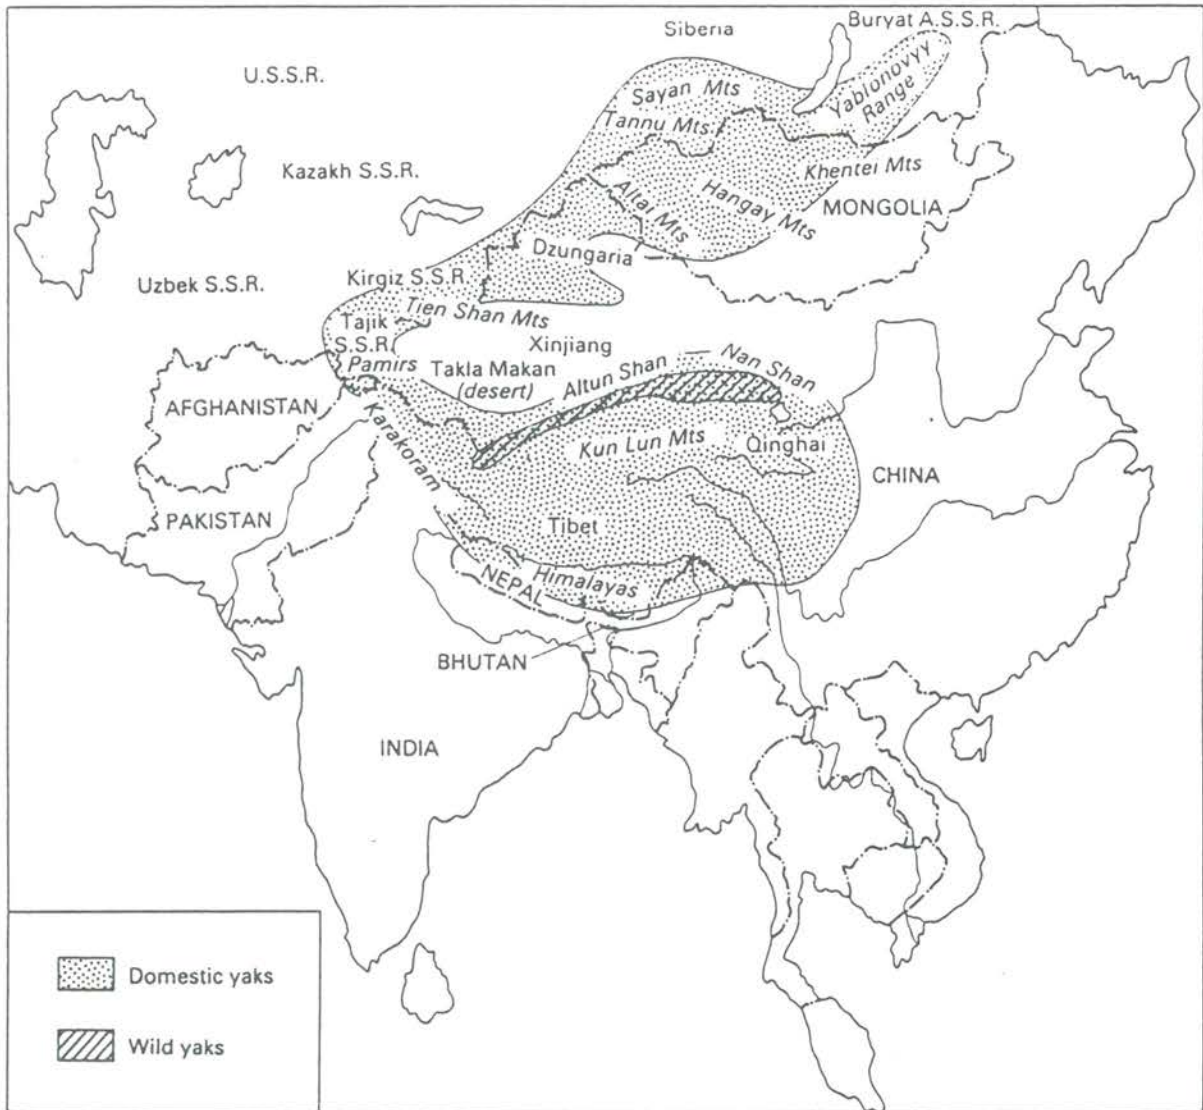 Buryat A.S.S.R.
Siberia
U.S.S.R.
Yablonovyy
Range
Sayan Mts
Tannu Mts
Kazakh S.S.R.
Khentei Mts
Altai Mts
Hangay Mts
MONGOLIA
Dzungaria
Uzbek S.S.R.
Kirgiz S.S.R.
Tien Shan Mts
Tajik
S.S.R.
Xinjiang
Pamirs
Takla Makan
(desert)
Altun Shan
Nan Shan
AFGHANISTAN
Karakoram
Kun Lun Mts
Qinghai
CHINA
PAKISTAN
Tibet
Himalayas
NEPAL
BHUTAN
INDIA
Domestic yaks
Wild yaks